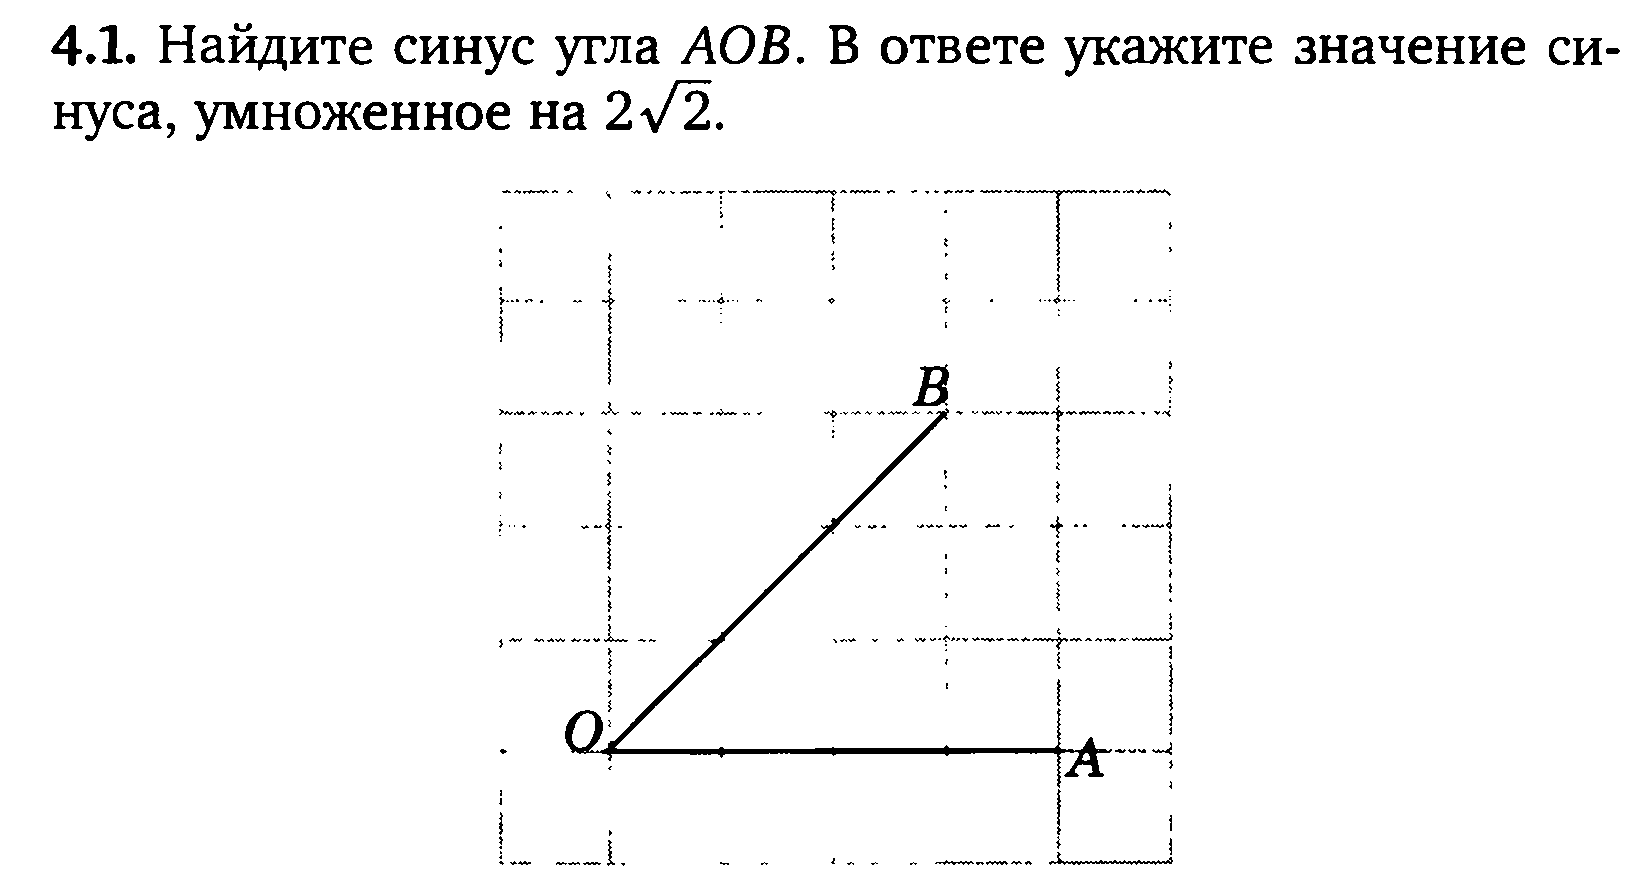 4.1. Найдите синус угла AOB. В ответе укажите значение си-
нуса, умноженное на 2√2.
B
O
A